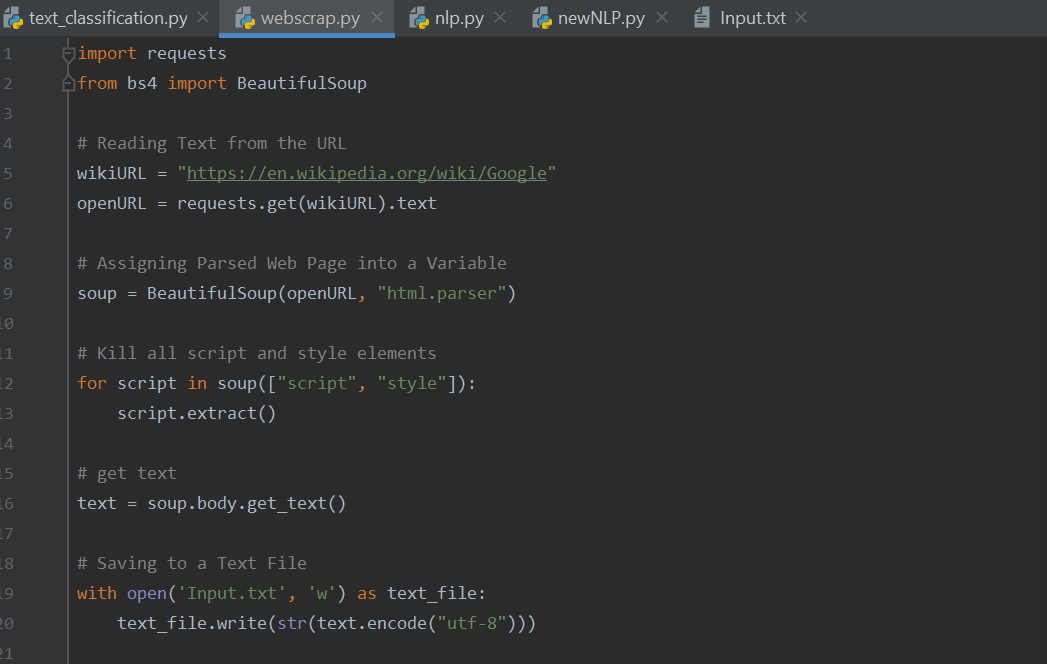 text_classification.py webscrap.py nlp.py newNLP.py Input.txt
1 import requests
2 from bs4 import BeautifulSoup
3
4 # Reading Text from the URL
5 wikiURL = "https://en.wikipedia.org/wiki/Google"
6 openURL = requests.get(wikiURL).text
7
8 # Assigning Parsed Web Page into a Variable
9 soup = BeautifulSoup(openURL, "html.parser")
10
11 # Kill all script and style elements
12 for script in soup(["script", "style"]):
13     script.extract()
14
15 # get text
16 text = soup.body.get_text()
17
18 # Saving to a Text File
19 with open('Input.txt', 'w') as text_file:
20     text_file.write(str(text.encode("utf-8")))
21